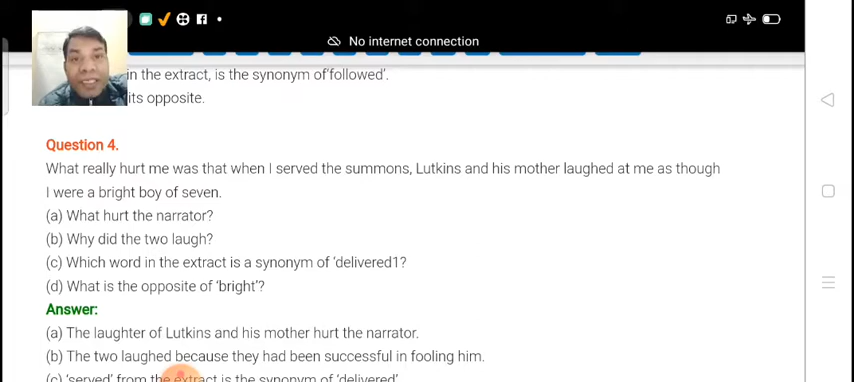 No internet connection
in the extract, is the synonym of‘followed’.
its opposite.
Question 4.
What really hurt me was that when I served the summons, Lutkins and his mother laughed at me as though
I were a bright boy of seven.
(a) What hurt the narrator?
(b) Why did the two laugh?
(c) Which word in the extract is a synonym of ‘delivered1?
(d) What is the opposite of ‘bright’?
Answer:
(a) The laughter of Lutkins and his mother hurt the narrator.
(b) The two laughed because they had been successful in fooling him.
(c) ‘served’ from the extract is the synonym of ‘delivered’